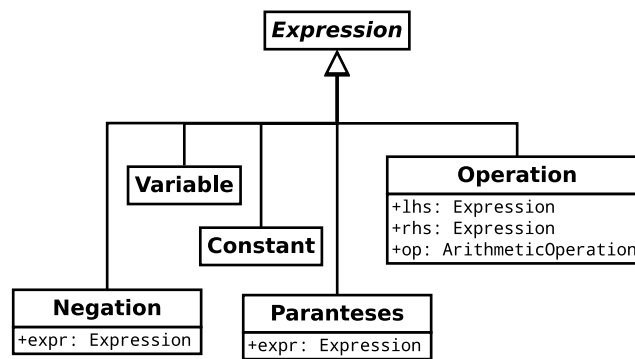 Expression
Variable
Operation
+lhs: Expression
+rhs: Expression
+op: ArithmeticOperation
Constant
Negation
+expr: Expression
Paranteses
+expr: Expression